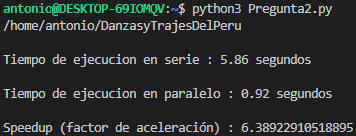 antonio@DESKTOP-69IOMQV:~$ python3 Pregunta2.py
/home/antonio/DanzasyTrajesDelPeru
Tiempo de ejecucion en serie : 5.86 segundos
Tiempo de ejecucion en paralelo : 0.92 segundos
Speedup (factor de aceleración) : 6.38922910518895